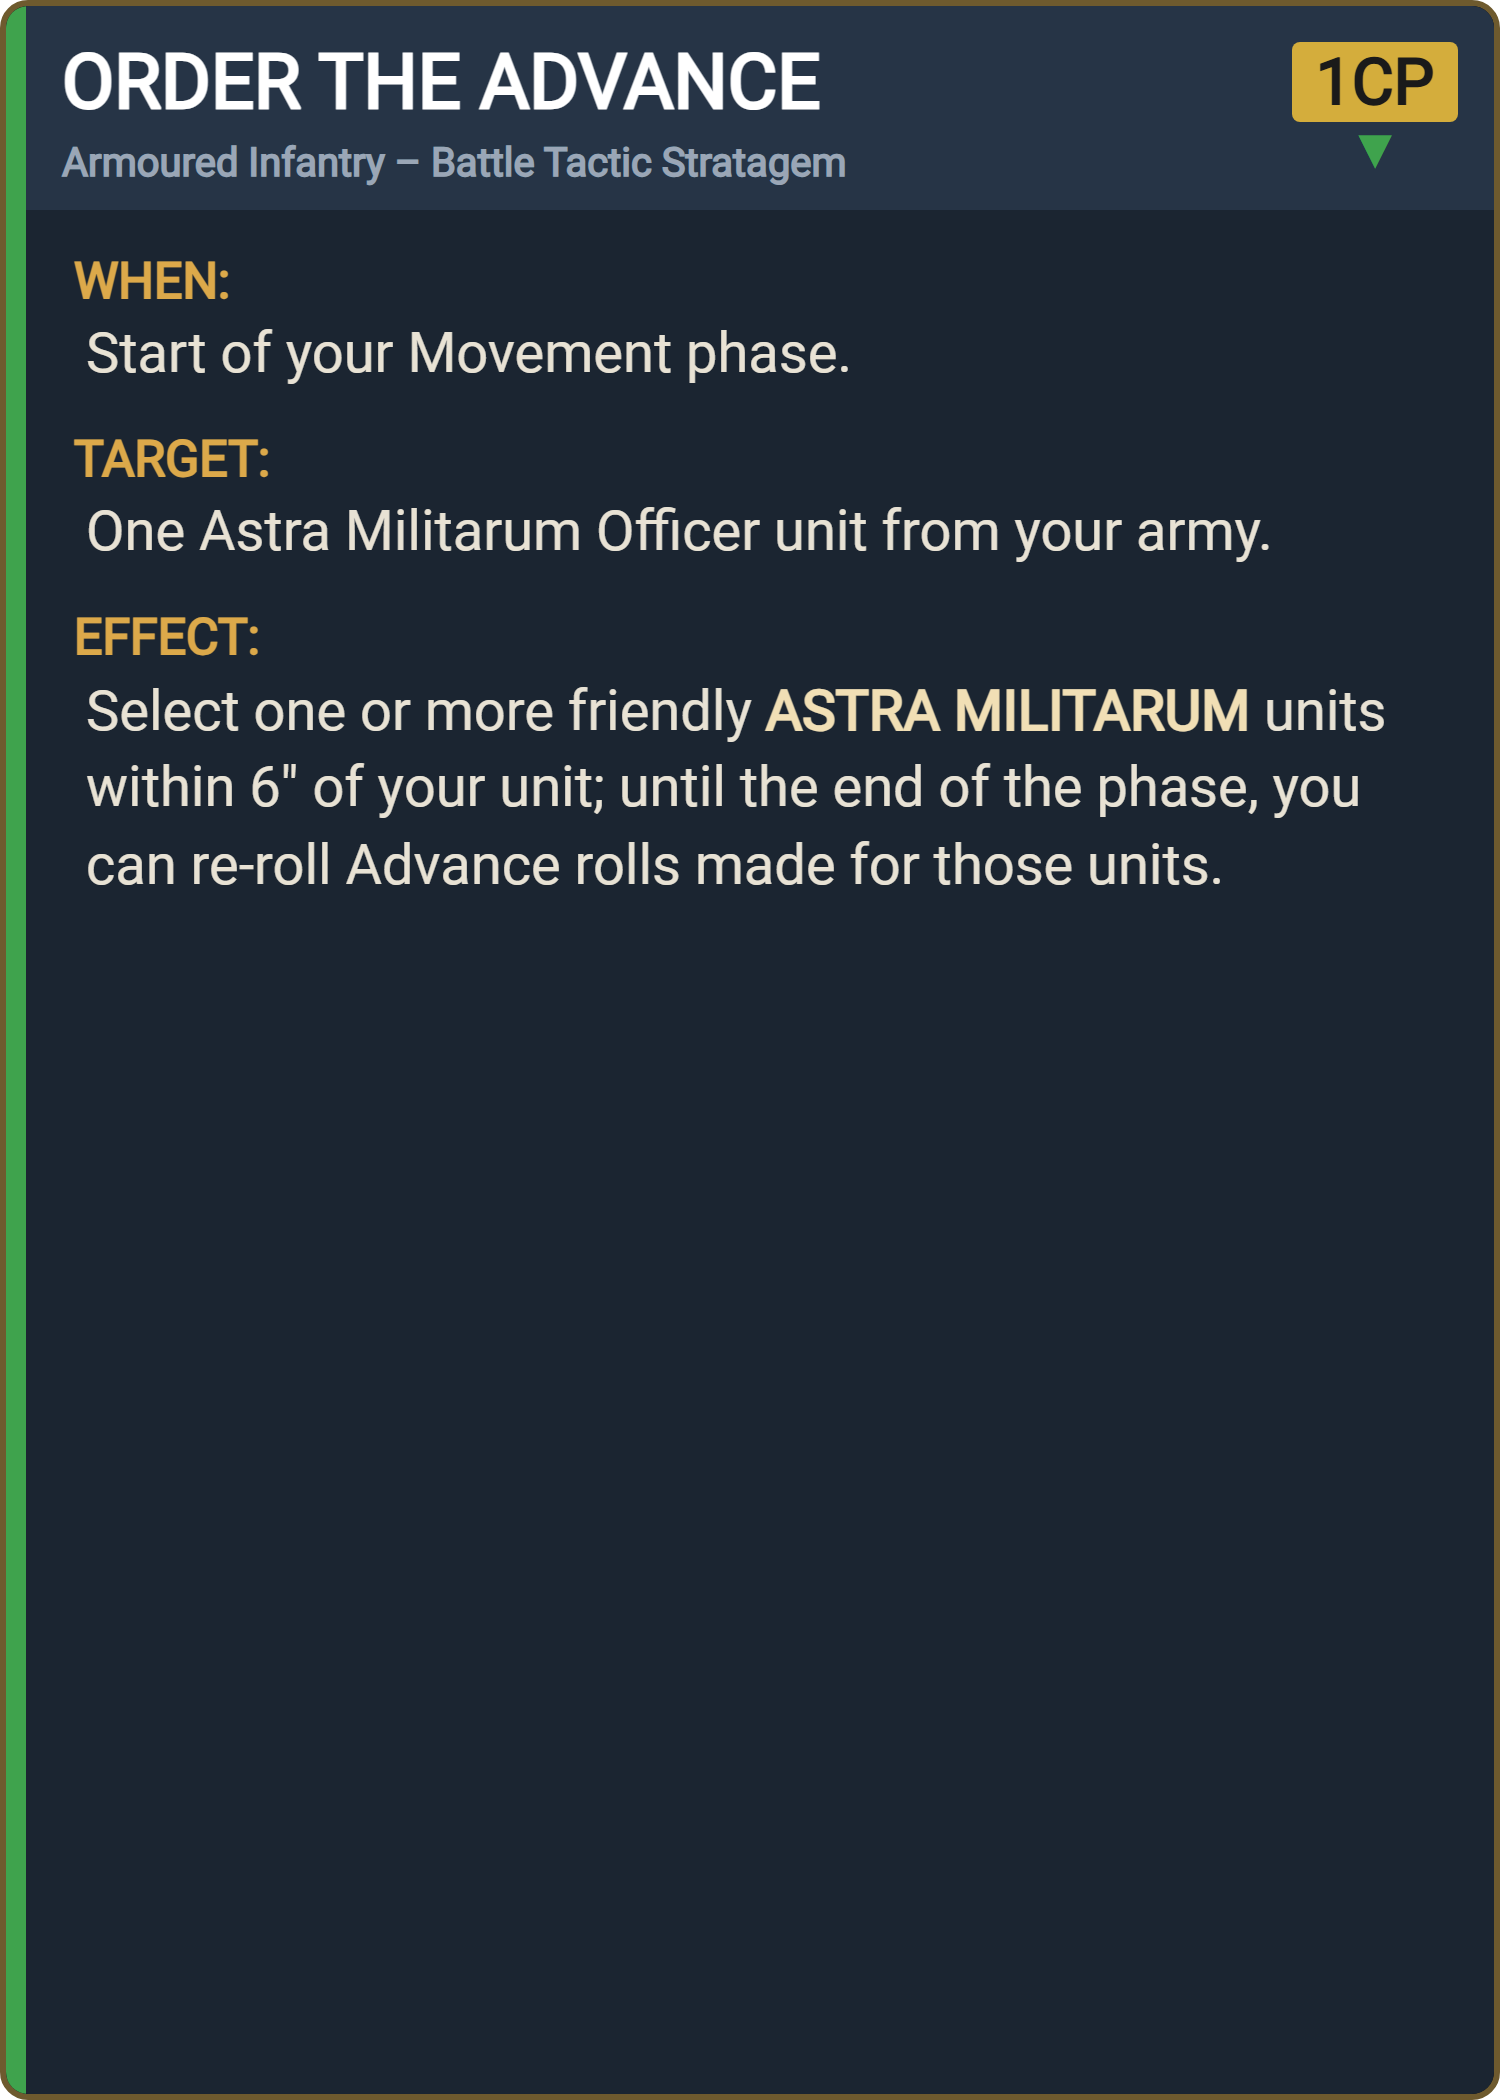 ORDER THE ADVANCE
1CP
Armoured Infantry – Battle Tactic Stratagem
WHEN:
Start of your Movement phase.
TARGET:
One Astra Militarum Officer unit from your army.
EFFECT:
Select one or more friendly ASTRA MILITARUM units
within 6" of your unit; until the end of the phase, you
can re-roll Advance rolls made for those units.